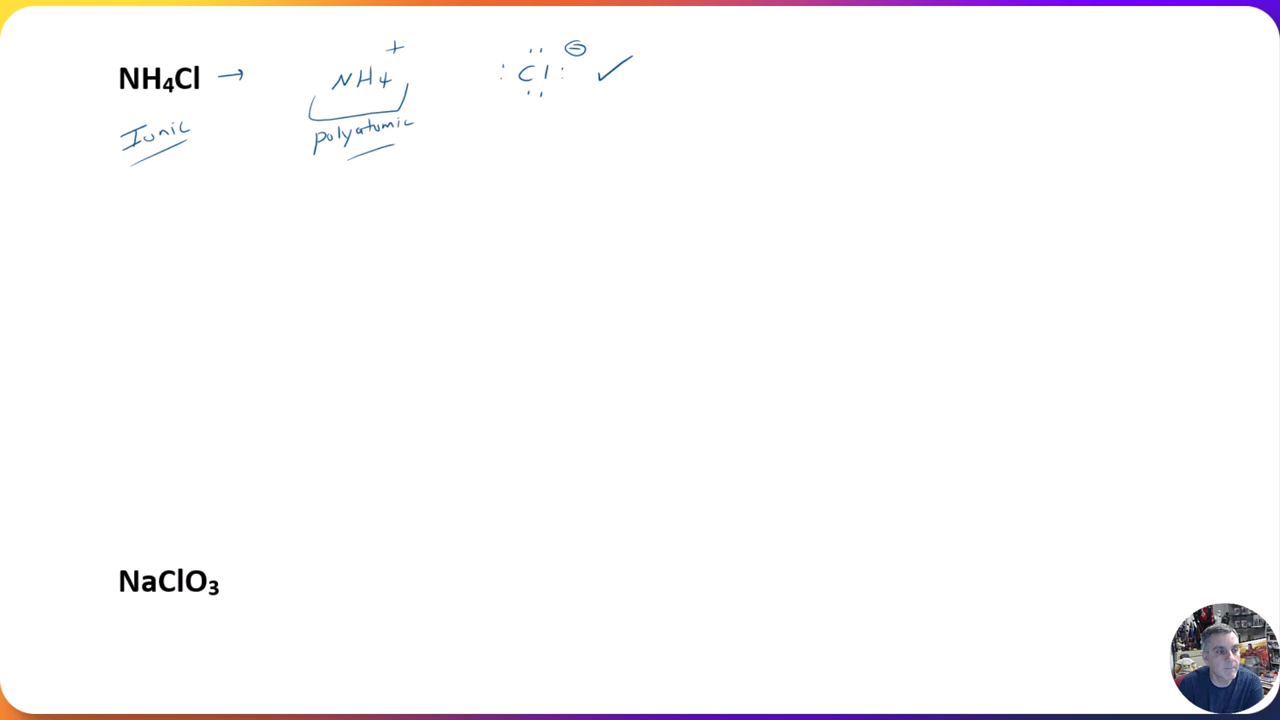 NH₄Cl → NH4⁺ :Cl: ⊖ ✓
Ionic polyatomic
NaClO₃